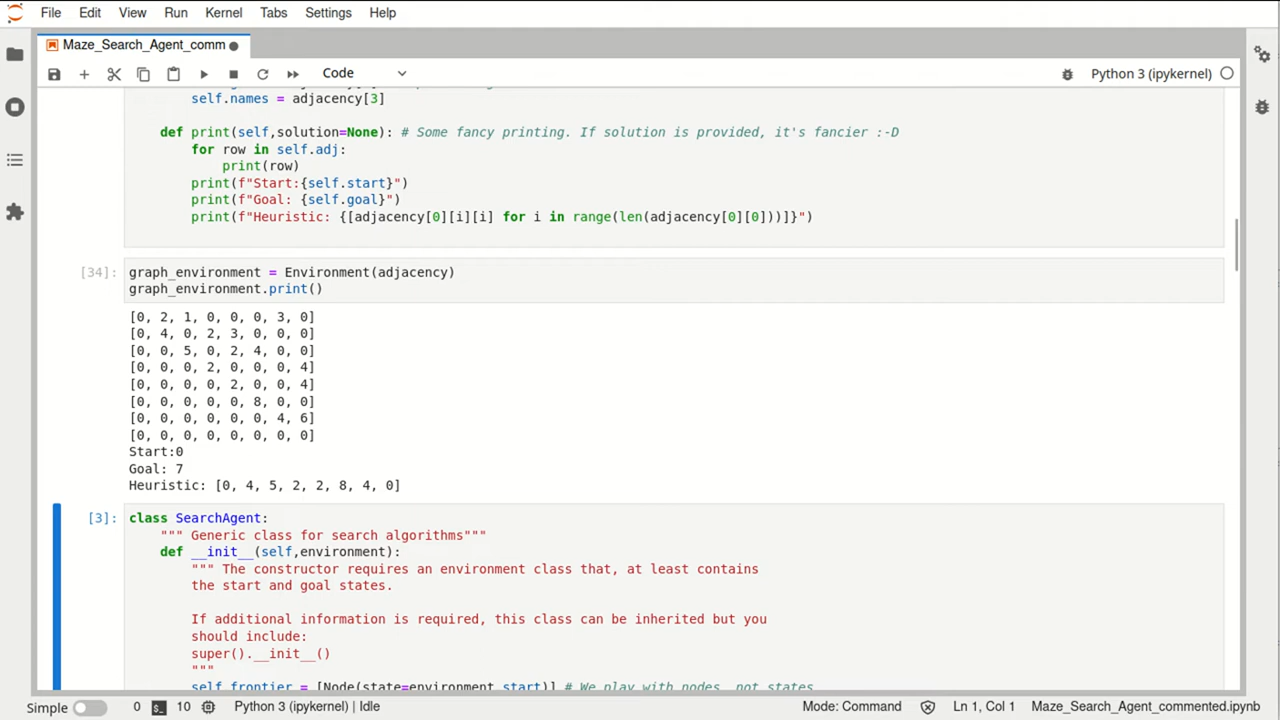 File Edit View Run Kernel Tabs Settings Help
Maze_Search_Agent_comm
Code
Python 3 (ipykernel)
self.names = adjacency[3]
def print(self,solution=None): # Some fancy printing. If solution is provided, it's fancier :-D
for row in self.adj:
print(row)
print(f"Start:{self.start}")
print(f"Goal: {self.goal}")
print(f"Heuristic: {[adjacency[0][i][i] for i in range(len(adjacency[0][0]))]}")
[34]: graph_environment = Environment(adjacency)
graph_environment.print()
[0, 2, 1, 0, 0, 0, 3, 0]
[0, 4, 0, 2, 3, 0, 0, 0]
[0, 0, 5, 0, 2, 4, 0, 0]
[0, 0, 0, 2, 0, 0, 0, 4]
[0, 0, 0, 0, 2, 0, 0, 4]
[0, 0, 0, 0, 0, 8, 0, 0]
[0, 0, 0, 0, 0, 0, 4, 6]
[0, 0, 0, 0, 0, 0, 0, 0]
Start:0
Goal: 7
Heuristic: [0, 4, 5, 2, 2, 8, 4, 0]
[3]: class SearchAgent:
""" Generic class for search algorithms"""
def __init__(self,environment):
""" The constructor requires an environment class that, at least contains
the start and goal states.
If additional information is required, this class can be inherited but you
should include:
super().__init__()
"""
self.frontier = [Node(state=environment.start)] # We play with nodes, not states
Simple 0 10 Python 3 (ipykernel) | Idle Mode: Command Ln 1, Col 1 Maze_Search_Agent_commented.ipynb